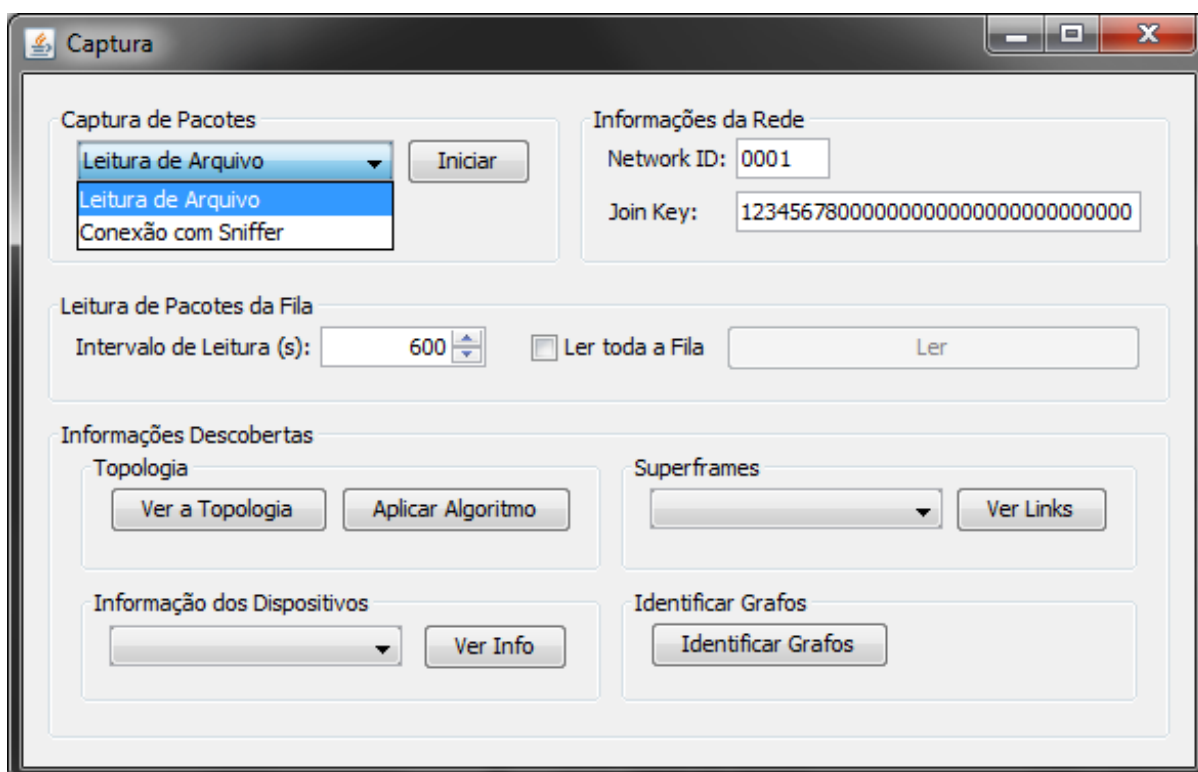 Captura
Captura de Pacotes
Leitura de Arquivo
Iniciar
Leitura de Arquivo
Conexão com Sniffer
Informações da Rede
Network ID: 0001
Join Key: 12345678000000000000000000000000
Leitura de Pacotes da Fila
Intervalo de Leitura (s): 600
Ler toda a Fila
Ler
Informações Descobertas
Topologia
Ver a Topologia
Aplicar Algoritmo
Superframes
Ver Links
Informação dos Dispositivos
Ver Info
Identificar Grafos
Identificar Grafos